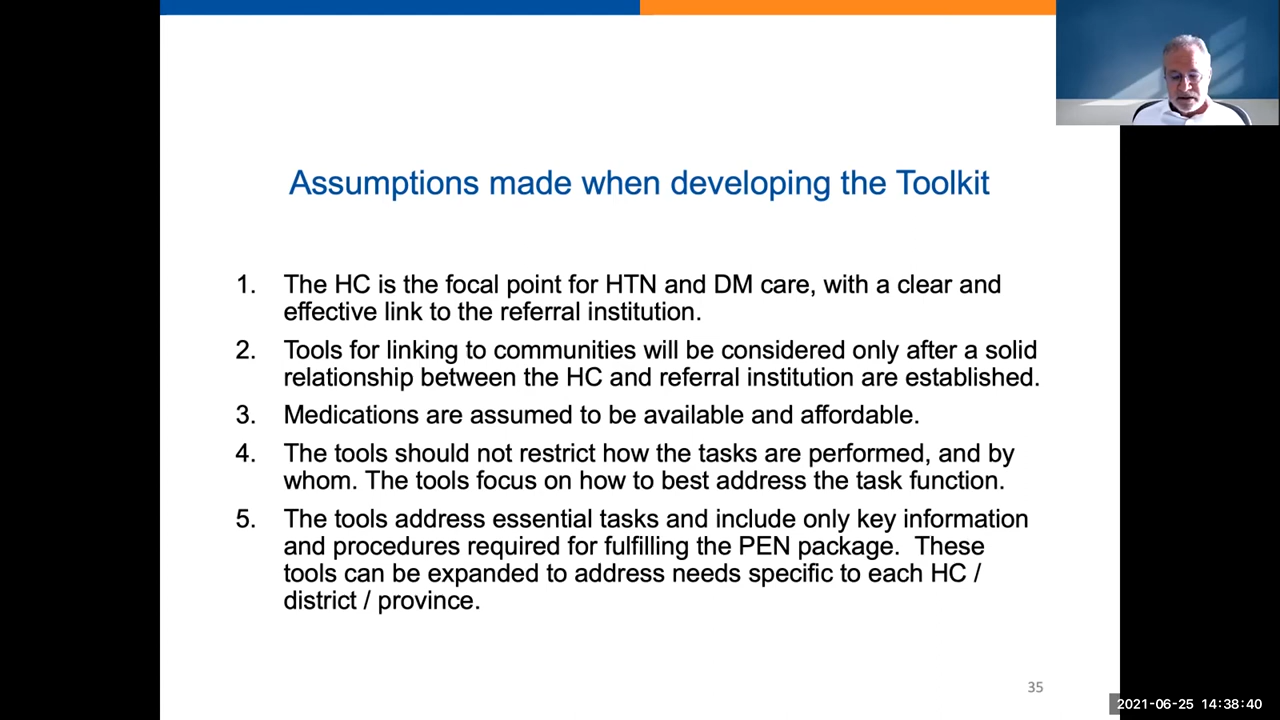 Assumptions made when developing the Toolkit
1. The HC is the focal point for HTN and DM care, with a clear and
effective link to the referral institution.
2. Tools for linking to communities will be considered only after a solid
relationship between the HC and referral institution are established.
3. Medications are assumed to be available and affordable.
4. The tools should not restrict how the tasks are performed, and by
whom. The tools focus on how to best address the task function.
5. The tools address essential tasks and include only key information
and procedures required for fulfilling the PEN package.  These
tools can be expanded to address needs specific to each HC /
district / province.
35
2021-06-25 14:38:40